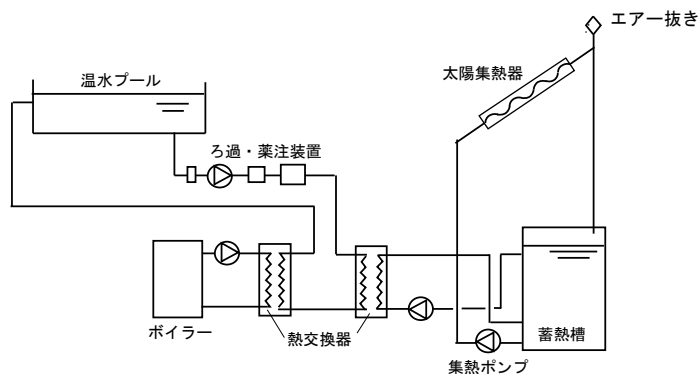 エアー抜き
太陽集熱器
温水プール
ろ過・薬注装置
ボイラー
熱交換器
蓄熱槽
集熱ポンプ